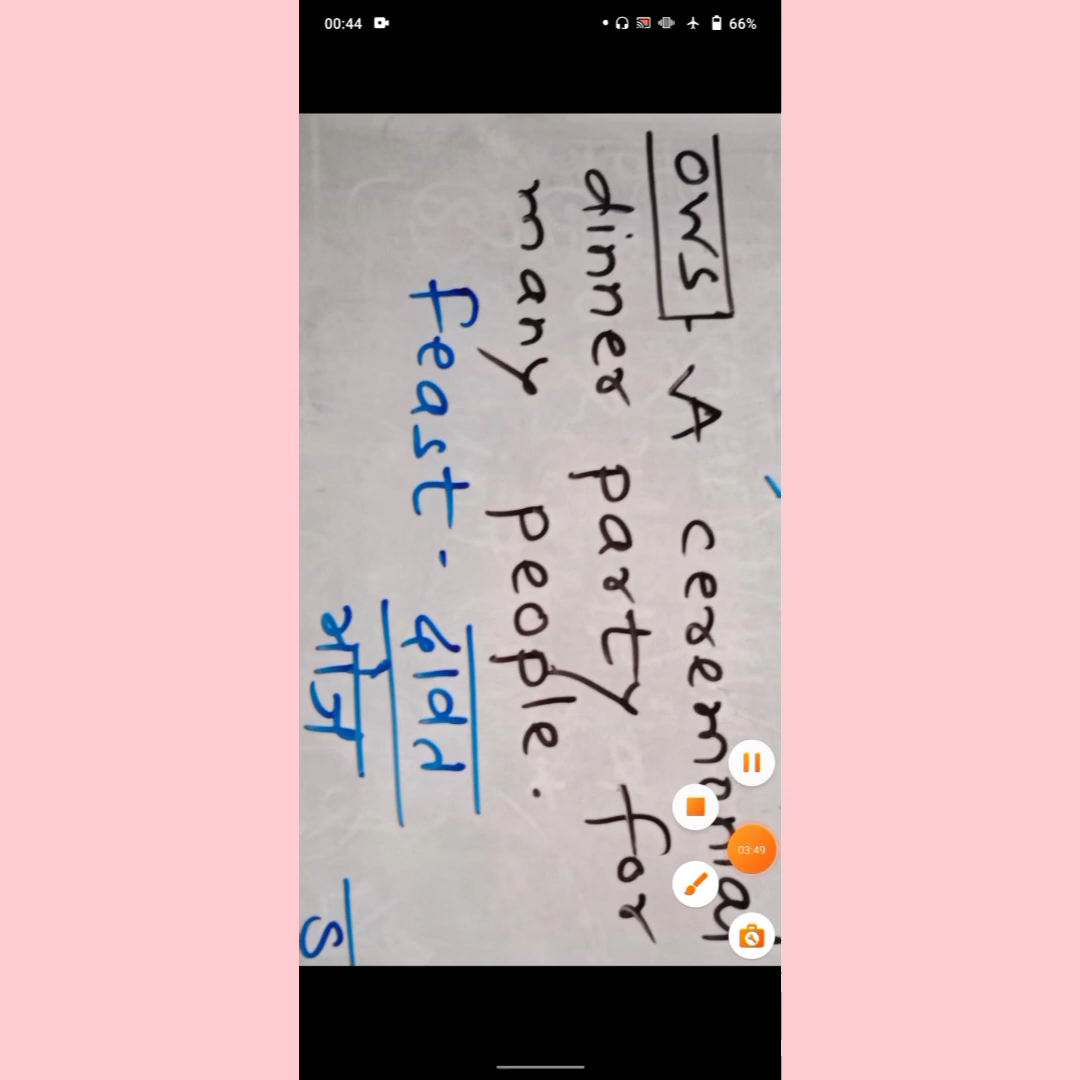 00:44
66%
OWS - A ceremonial
dinner party for
many people.
Feast - दावत
भोज
S
03:49